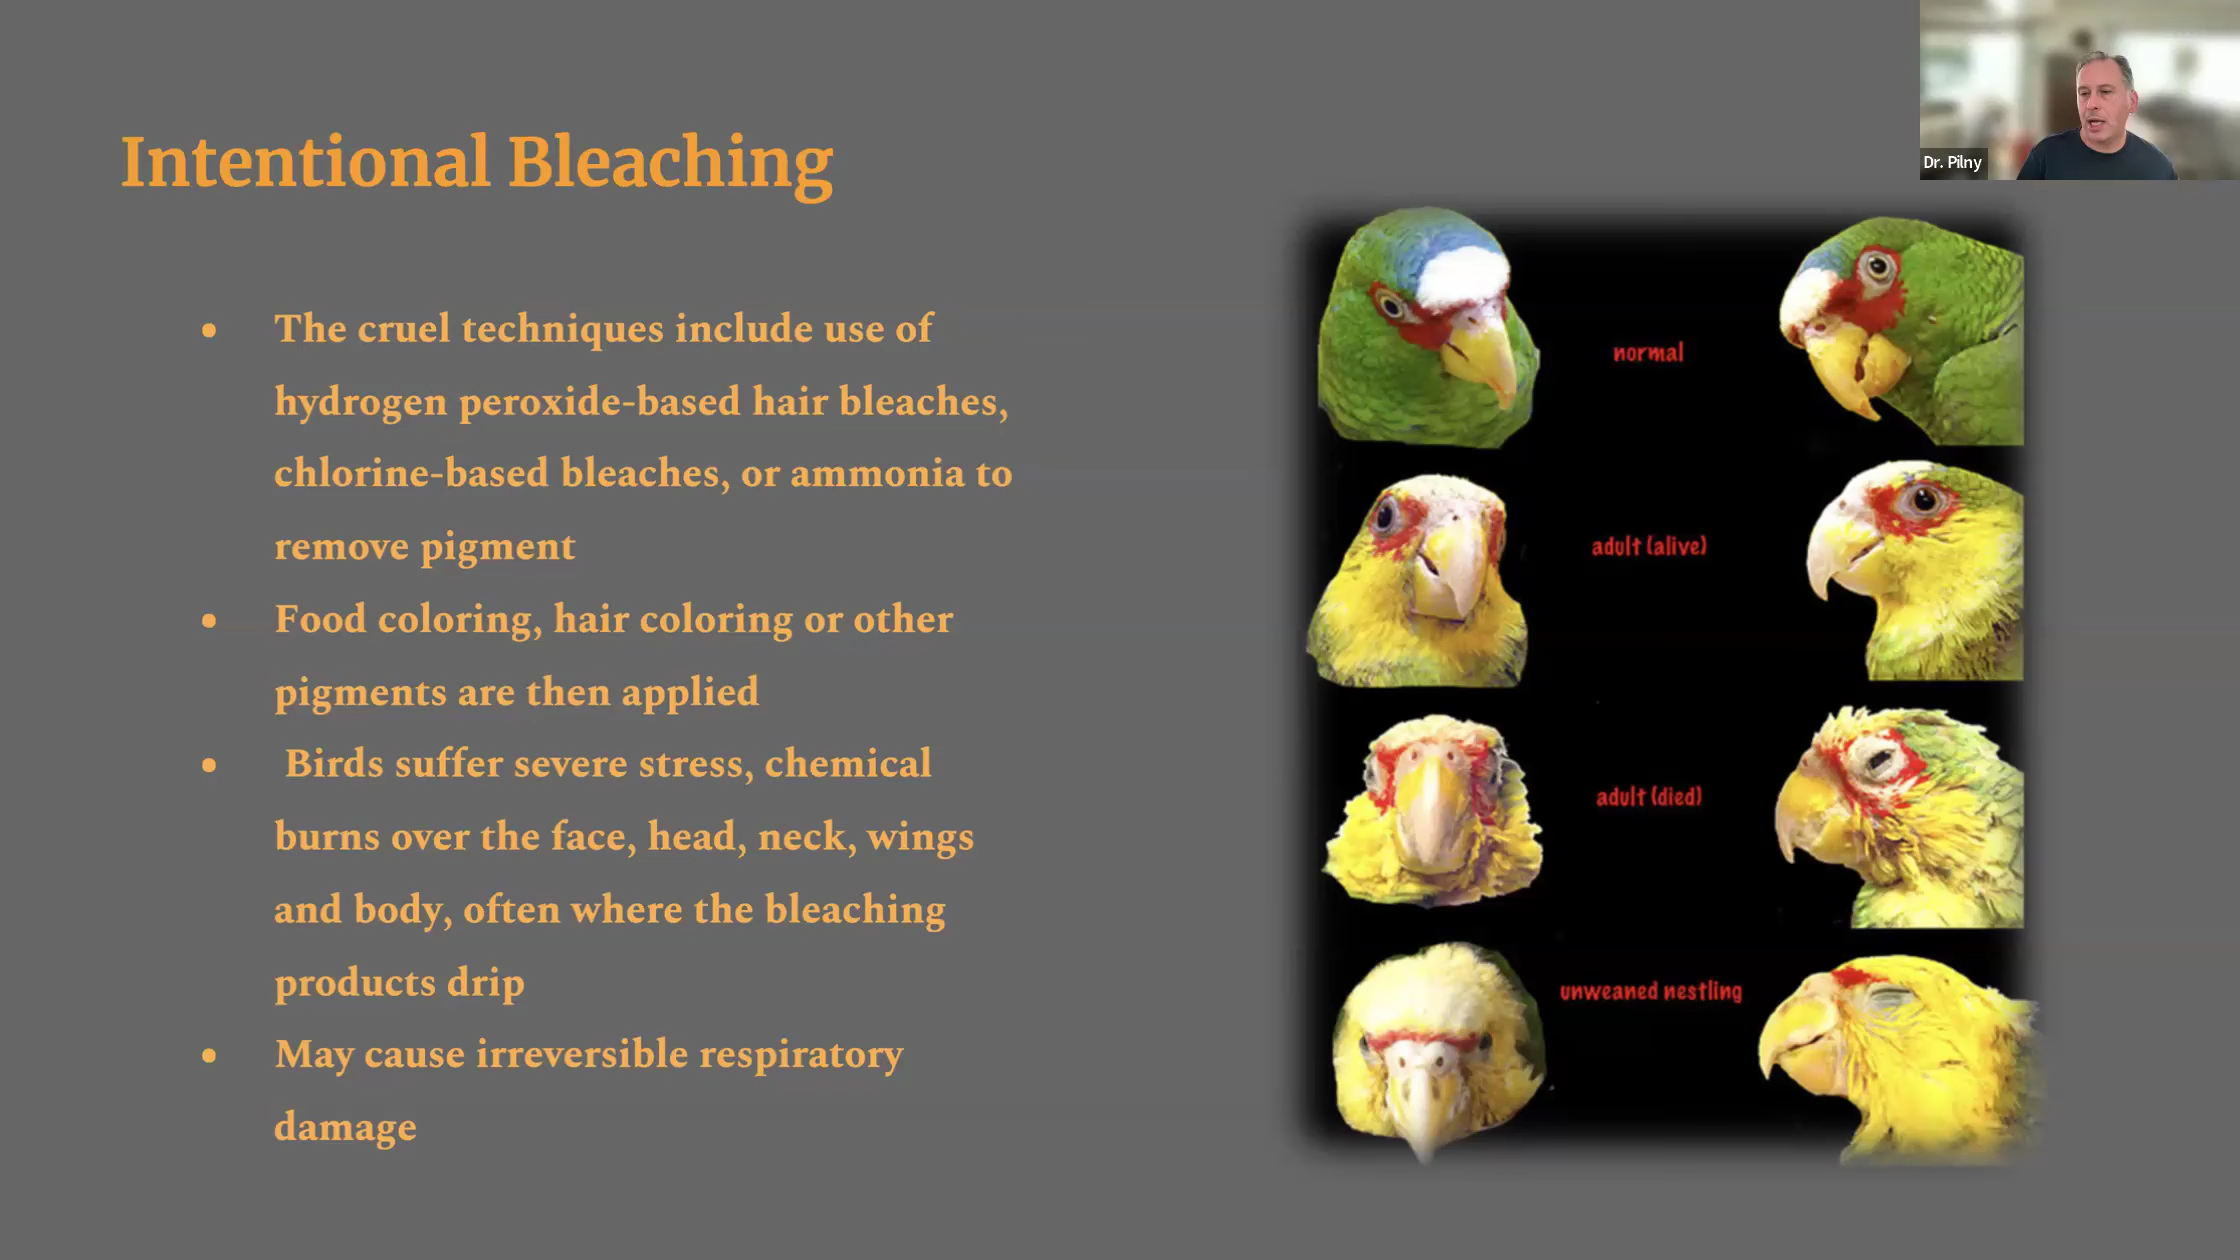 Intentional Bleaching
Dr. Pilny
• The cruel techniques include use of
hydrogen peroxide-based hair bleaches,
chlorine-based bleaches, or ammonia to
remove pigment
• Food coloring, hair coloring or other
pigments are then applied
• Birds suffer severe stress, chemical
burns over the face, head, neck, wings
and body, often where the bleaching
products drip
• May cause irreversible respiratory
damage
normal
adult (alive)
adult (died)
unweaned nestling